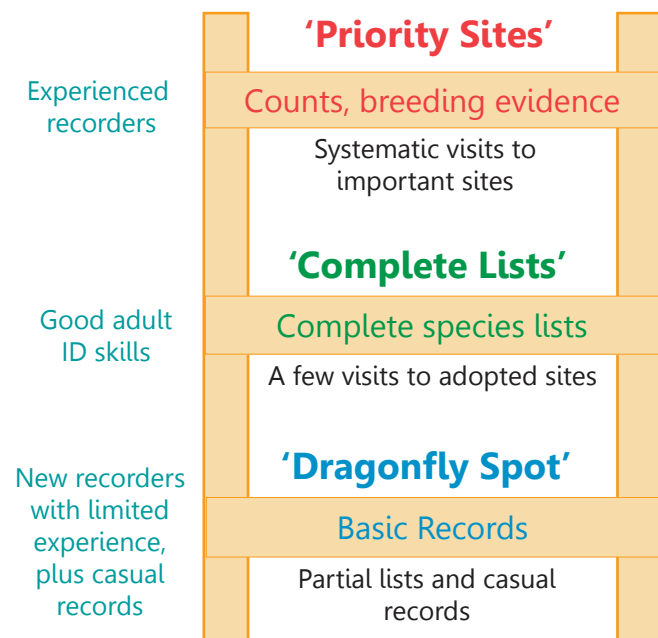 ‘Priority Sites’
Experienced
recorders
Counts, breeding evidence
Systematic visits to
important sites
‘Complete Lists’
Good adult
ID skills
Complete species lists
A few visits to adopted sites
‘Dragonfly Spot’
New recorders
with limited
experience,
plus casual
records
Basic Records
Partial lists and casual
records